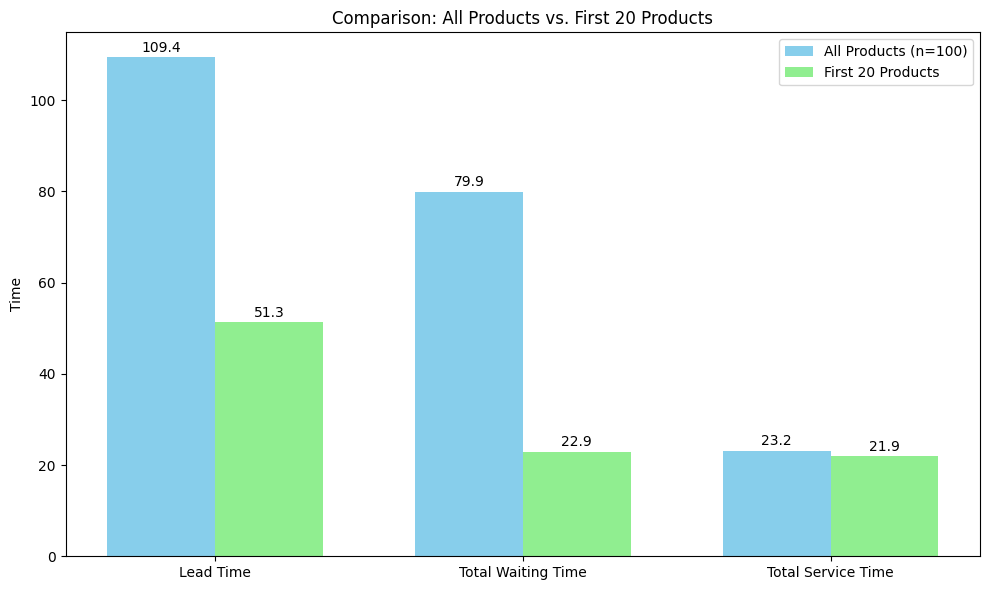 Comparison: All Products vs. First 20 Products
All Products (n=100)
First 20 Products
Time
100
80
60
40
20
0
109.4
51.3
79.9
22.9
23.2
21.9
Lead Time
Total Waiting Time
Total Service Time